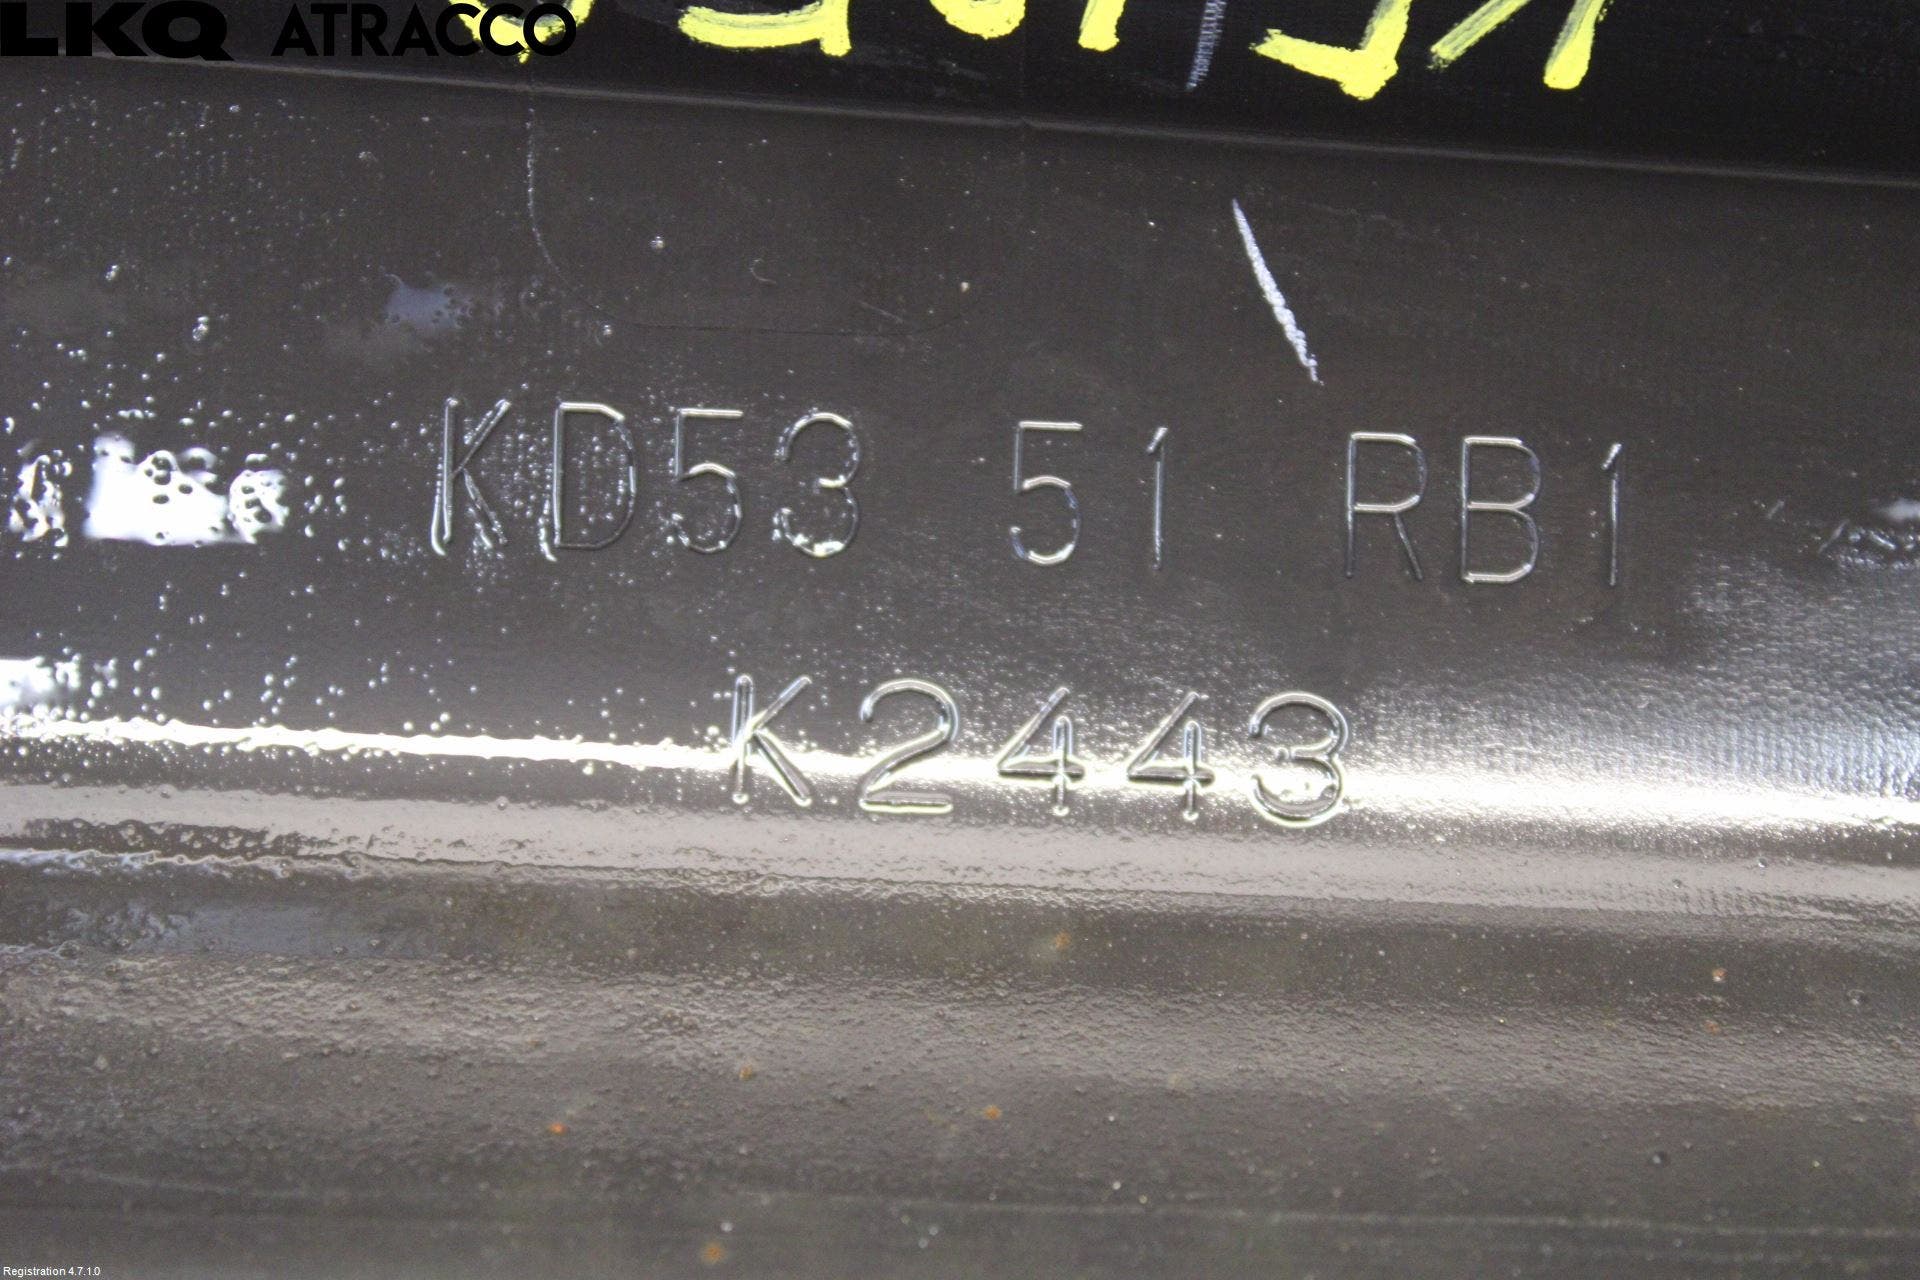 LKQ ATRACCO
KD53 51 RB1
K2443
Registration 4.7.1.0